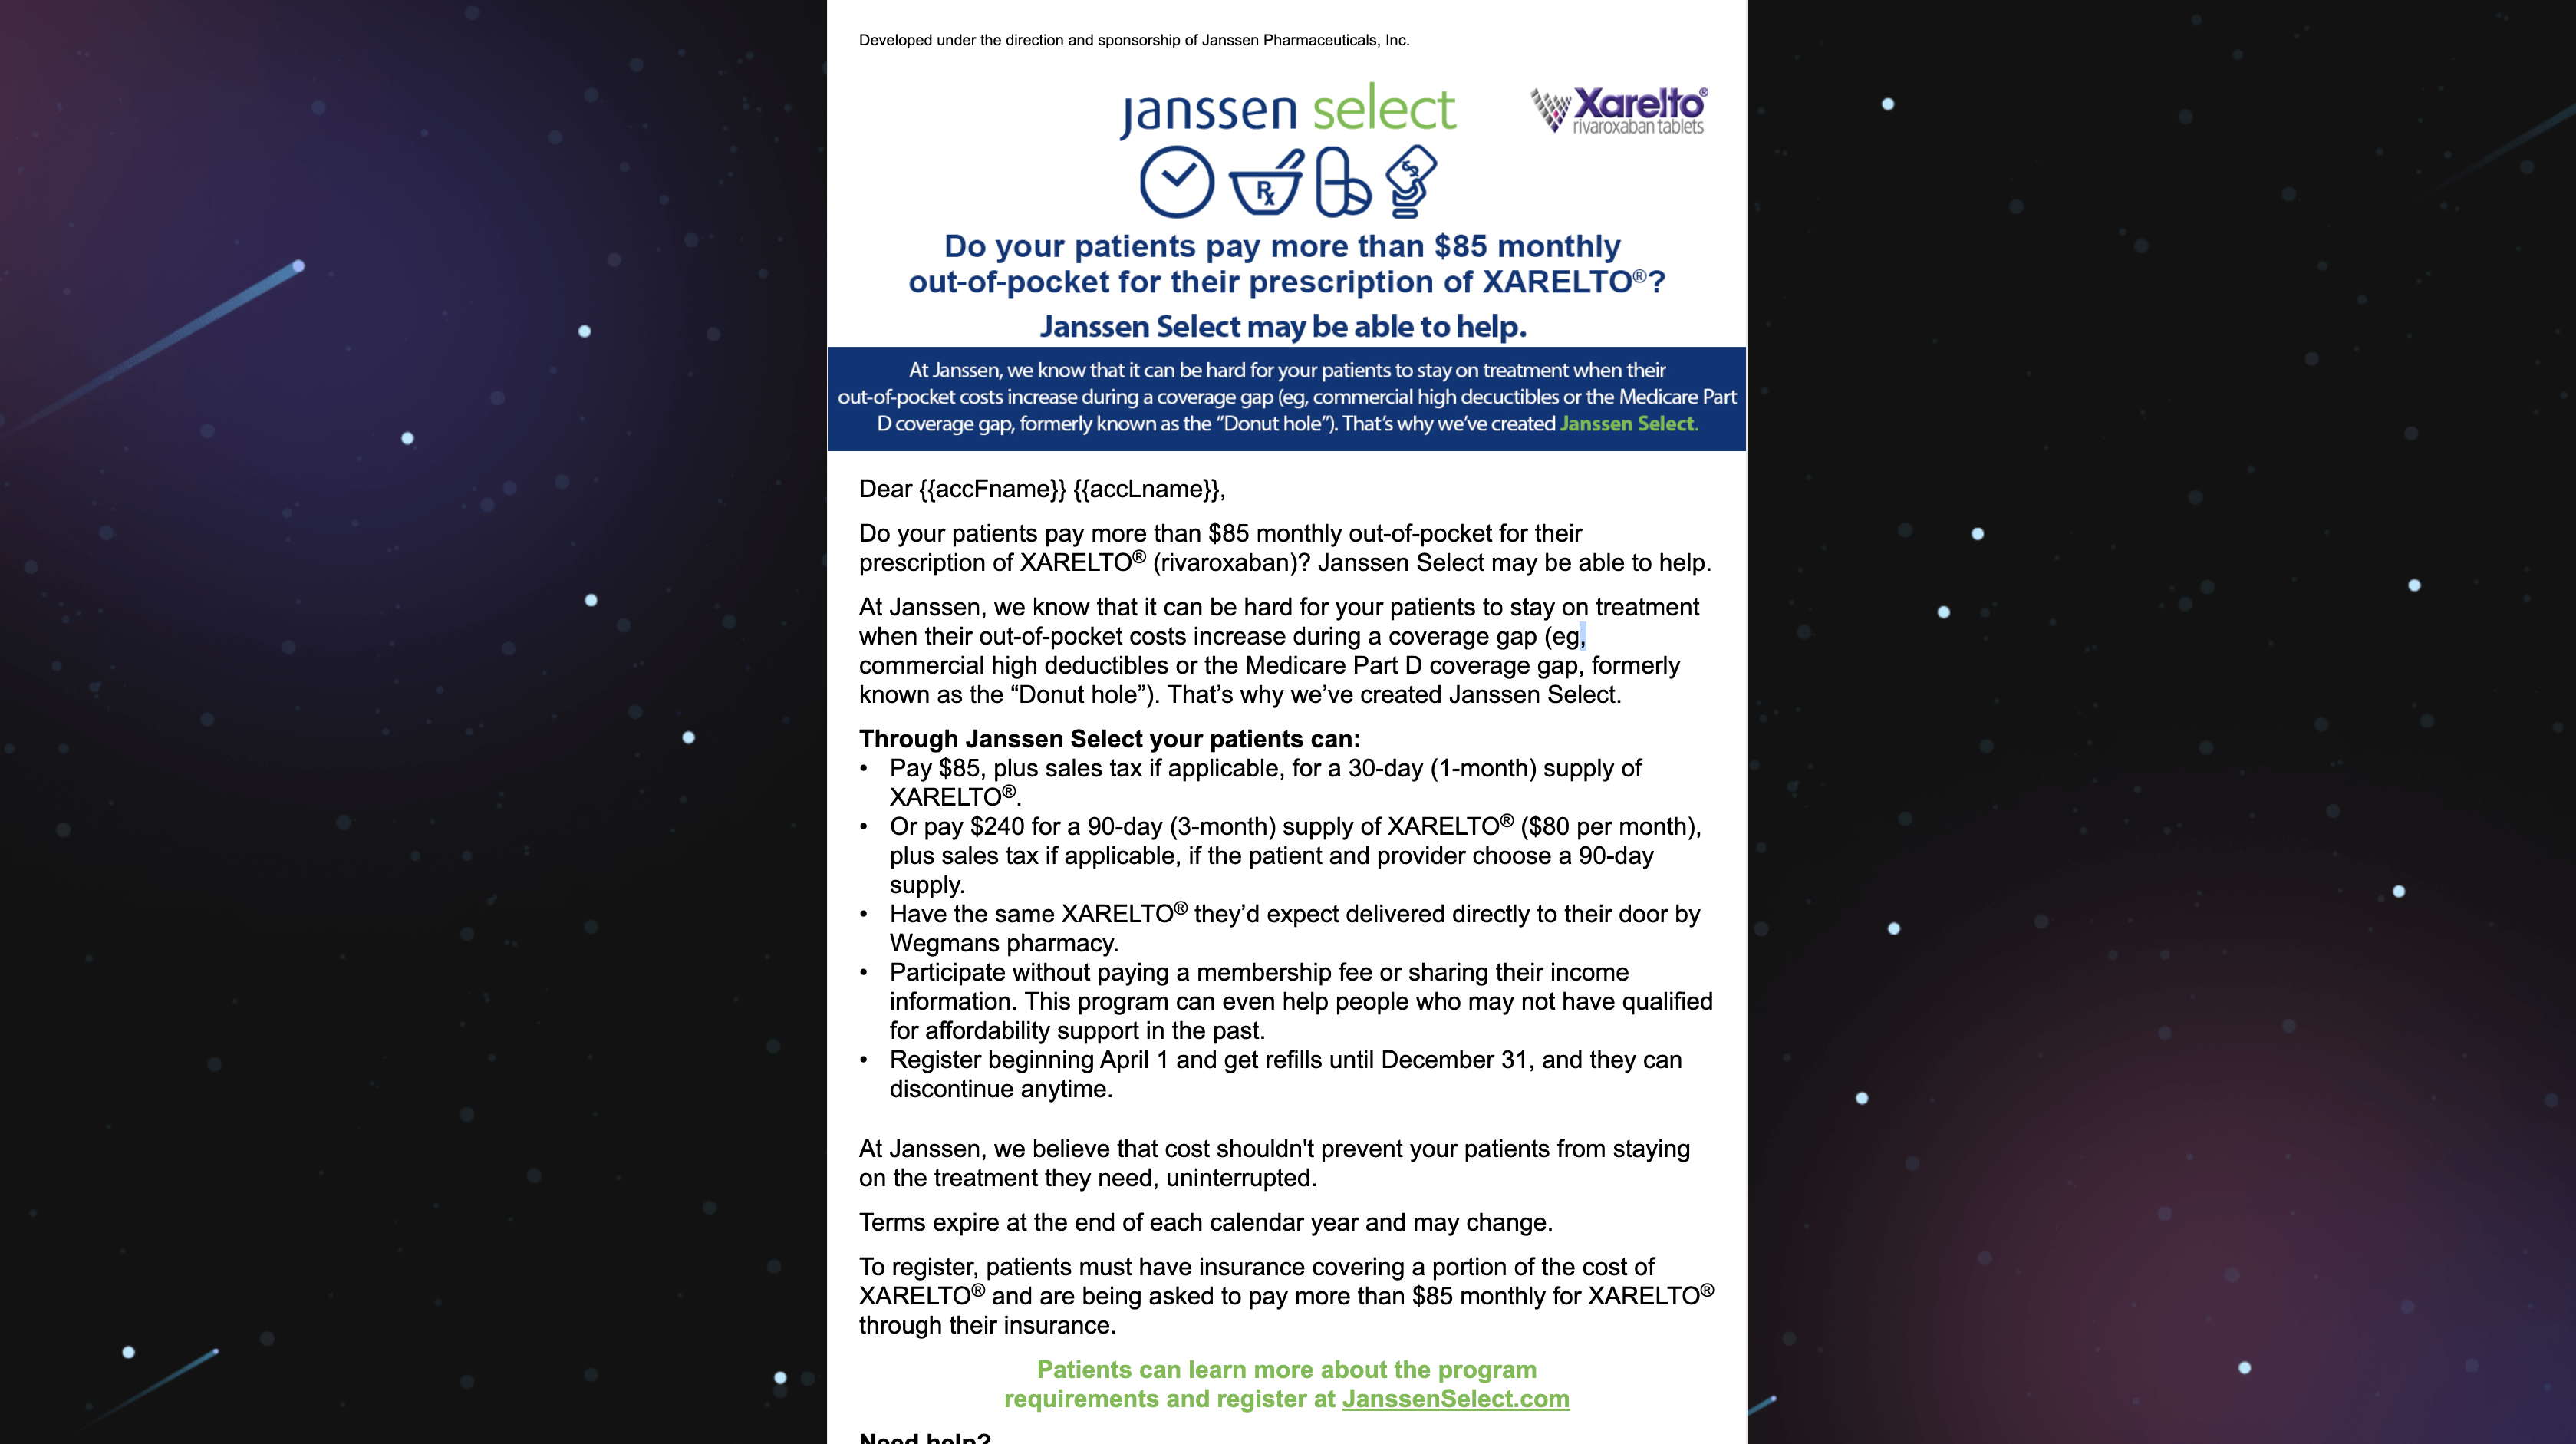 Developed under the direction and sponsorship of Janssen Pharmaceuticals, Inc.
janssen select
Xarelto®
rivaroxaban tablets
Rx
$
Do your patients pay more than $85 monthly
out-of-pocket for their prescription of XARELTO®?
Janssen Select may be able to help.
At Janssen, we know that it can be hard for your patients to stay on treatment when their
out-of-pocket costs increase during a coverage gap (eg, commercial high decuctibles or the Medicare Part
D coverage gap, formerly known as the “Donut hole”). That’s why we’ve created Janssen Select.
Dear {{accFname}} {{accLname}},
Do your patients pay more than $85 monthly out-of-pocket for their
prescription of XARELTO® (rivaroxaban)? Janssen Select may be able to help.
At Janssen, we know that it can be hard for your patients to stay on treatment
when their out-of-pocket costs increase during a coverage gap (eg,
commercial high deductibles or the Medicare Part D coverage gap, formerly
known as the “Donut hole”). That’s why we’ve created Janssen Select.
Through Janssen Select your patients can:
• Pay $85, plus sales tax if applicable, for a 30-day (1-month) supply of
XARELTO®.
• Or pay $240 for a 90-day (3-month) supply of XARELTO® ($80 per month),
plus sales tax if applicable, if the patient and provider choose a 90-day
supply.
• Have the same XARELTO® they’d expect delivered directly to their door by
Wegmans pharmacy.
• Participate without paying a membership fee or sharing their income
information. This program can even help people who may not have qualified
for affordability support in the past.
• Register beginning April 1 and get refills until December 31, and they can
discontinue anytime.
At Janssen, we believe that cost shouldn't prevent your patients from staying
on the treatment they need, uninterrupted.
Terms expire at the end of each calendar year and may change.
To register, patients must have insurance covering a portion of the cost of
XARELTO® and are being asked to pay more than $85 monthly for XARELTO®
through their insurance.
Patients can learn more about the program
requirements and register at JanssenSelect.com
Need help?